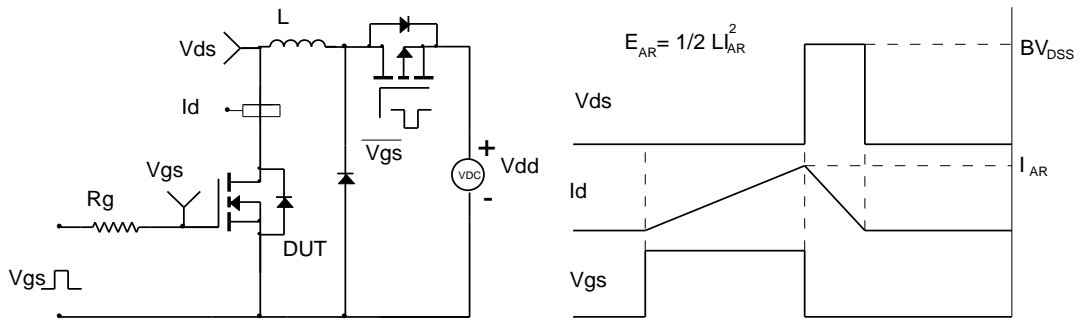 L
Vds
Id
Vgs
Vgs
Rg
DUT
Vgs
VDC
+
Vdd
-
E_AR = 1/2 LI_AR^2
Vds
BV_DSS
Id
I_AR
Vgs